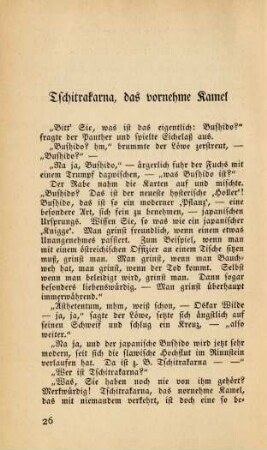 Tschitrakarna, das vornehme Kamel
„Bitt' Sie, was ist das eigentlich: Bushido?“
fragte der Panther und spielte Eichelaß aus.
„Bushido? hm,“ brummte der Löwe zerstreut, —
„Bushido?“ —
„Na ja, Bushido,“ — ärgerlich fuhr der Fuchs mit
einem Trumpf dazwischen, — „was Bushido ist?“
Der Rabe nahm die Karten auf und mischte.
„Bushido? Das ist der neueste hysterische ‚Holler‘!
Bushido, das ist so ein moderner ‚Pflanz‘, — eine
besondere Art, sich fein zu benehmen, — japanischen
Ursprungs. Wissen Sie, so was wie ein japanischer
‚Knigge‘. Man grinst freundlich, wenn einem etwas
Unangenehmes passiert. Zum Beispiel, wenn man
mit einem österreichischen Offizier an einem Tische sitzen
muß, grinst man. Man grinst, wenn man Bauch-
weh hat, man grinst, wenn der Tod kommt. Selbst
wenn man beleidigt wird, grinst man. Dann sogar
besonders liebenswürdig. — Man grinst überhaupt
immerwährend.“
„Ästhetentum, mhm, weiß schon, — Oskar Wilde
— ja, ja,“ sagte der Löwe, setzte sich ängstlich auf
seinen Schweif und schlug ein Kreuz, — „also
weiter.“
„Na und, der japanische Bushido wird jetzt sehr
modern, seit sich die slawische Hochflut im Rinnstein
verlaufen hat. Da ist z. B. Tschitrakarna — —“
„Wer ist Tschitrakarna?“
„Was, Sie haben noch nie von ihm gehört?
Merkwürdig! Tschitrakarna, das vornehme Kamel,
das mit niemandem verkehrt, ist doch eine so be-
26